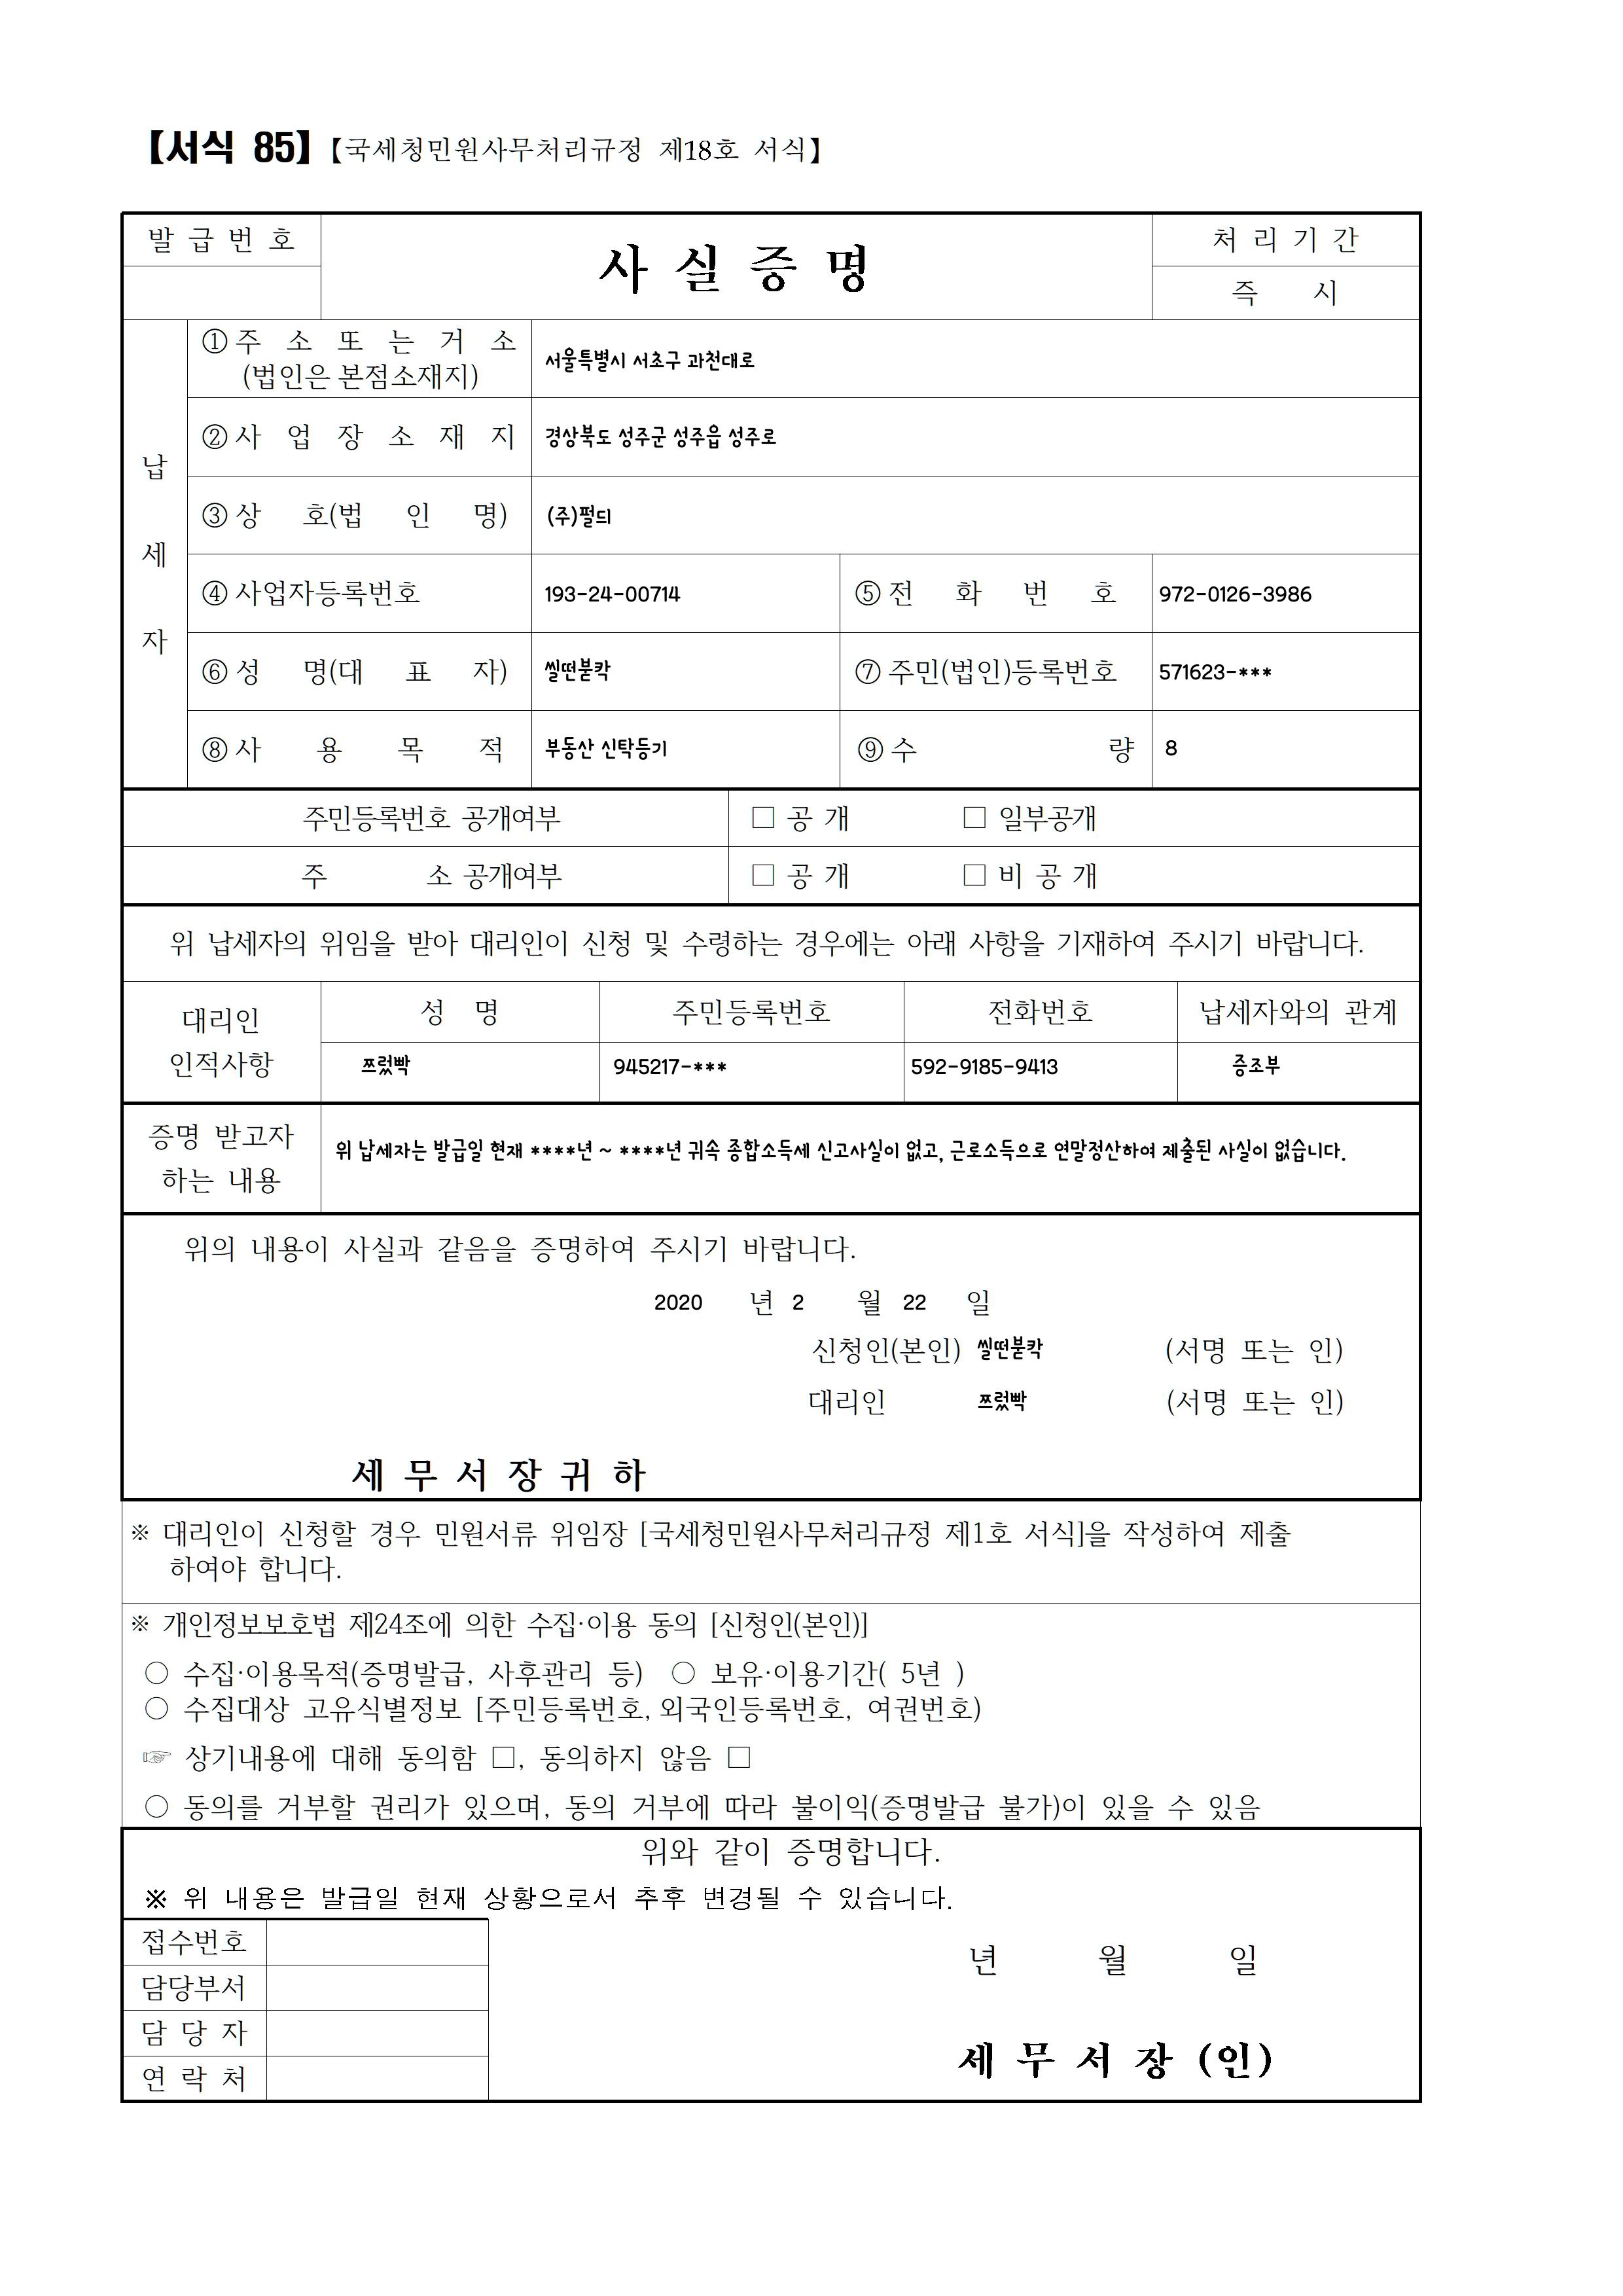 【서식 85】【국세청민원사무처리규정 제18호 서식】
발 급 번 호
사 실 증 명
처 리 기 간
즉 시
납 세 자
① 주 소 또 는 거 소
(법인은 본점소재지)
서울특별시 서초구 과천대로
② 사 업 장 소 재 지
경상북도 성주군 성주읍 성주로
③ 상 호(법 인 명)
(주)펄듸
④ 사업자등록번호
193-24-00714
⑤ 전 화 번 호
972-0126-3986
⑥ 성 명(대 표 자)
씰떤붇칵
⑦ 주민(법인)등록번호
571623-***
⑧ 사 용 목 적
부동산 신탁등기
⑨ 수 량
8
주민등록번호 공개여부
□ 공 개 □ 일부공개
주 소 공개여부
□ 공 개 □ 비 공 개
위 납세자의 위임을 받아 대리인이 신청 및 수령하는 경우에는 아래 사항을 기재하여 주시기 바랍니다.
대리인
인적사항
성 명
주민등록번호
전화번호
납세자와의 관계
쯔렀빡
945217-***
592-9185-9413
증조부
증명 받고자
하는 내용
위 납세자는 발급일 현재 ****년 ~ ****년 귀속 종합소득세 신고사실이 없고, 근로소득으로 연말정산하여 제출된 사실이 없습니다.
위의 내용이 사실과 같음을 증명하여 주시기 바랍니다.
2020 년 2 월 22 일
신청인(본인) 씰떤붇칵 (서명 또는 인)
대리인 쯔렀빡 (서명 또는 인)
세 무 서 장 귀 하
※ 대리인이 신청할 경우 민원서류 위임장 [국세청민원사무처리규정 제1호 서식]을 작성하여 제출
하여야 합니다.
※ 개인정보보호법 제24조에 의한 수집·이용 동의 [신청인(본인)]
○ 수집·이용목적(증명발급, 사후관리 등) ○ 보유·이용기간( 5년 )
○ 수집대상 고유식별정보 [주민등록번호, 외국인등록번호, 여권번호)
☞ 상기내용에 대해 동의함 □, 동의하지 않음 □
○ 동의를 거부할 권리가 있으며, 동의 거부에 따라 불이익(증명발급 불가)이 있을 수 있음
위와 같이 증명합니다.
※ 위 내용은 발급일 현재 상황으로서 추후 변경될 수 있습니다.
접수번호
담당부서
담 당 자
연 락 처
년 월 일
세 무 서 장 (인)